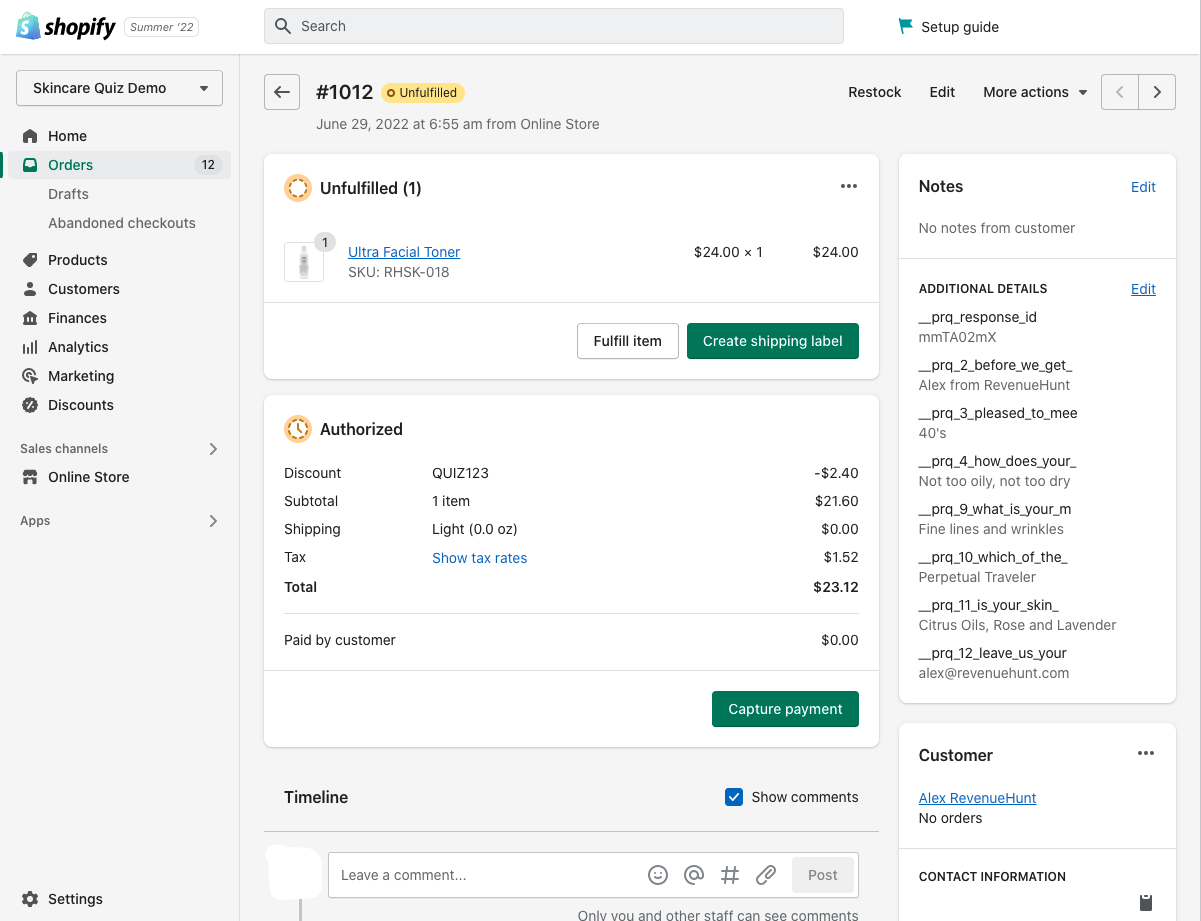 shopify
Summer '22
Search
Setup guide
Skincare Quiz Demo
Home
Orders 12
Drafts
Abandoned checkouts
Products
Customers
Finances
Analytics
Marketing
Discounts
Sales channels
Online Store
Apps
Settings
#1012 Unfulfilled
Restock Edit More actions
June 29, 2022 at 6:55 am from Online Store
Unfulfilled (1)
1
Ultra Facial Toner $24.00 × 1 $24.00
SKU: RHSK-018
Fulfill item Create shipping label
Authorized
Discount QUIZ123 -$2.40
Subtotal 1 item $21.60
Shipping Light (0.0 oz) $0.00
Tax Show tax rates $1.52
Total $23.12
Paid by customer $0.00
Capture payment
Timeline Show comments
Leave a comment... Post
Only you and other staff can see comments
Notes Edit
No notes from customer
ADDITIONAL DETAILS Edit
__prq_response_id
mmTA02mX
__prq_2_before_we_get_
Alex from RevenueHunt
__prq_3_pleased_to_mee
40's
__prq_4_how_does_your_
Not too oily, not too dry
__prq_9_what_is_your_m
Fine lines and wrinkles
__prq_10_which_of_the_
Perpetual Traveler
__prq_11_is_your_skin_
Citrus Oils, Rose and Lavender
__prq_12_leave_us_your
alex@revenuehunt.com
Customer
Alex RevenueHunt
No orders
CONTACT INFORMATION